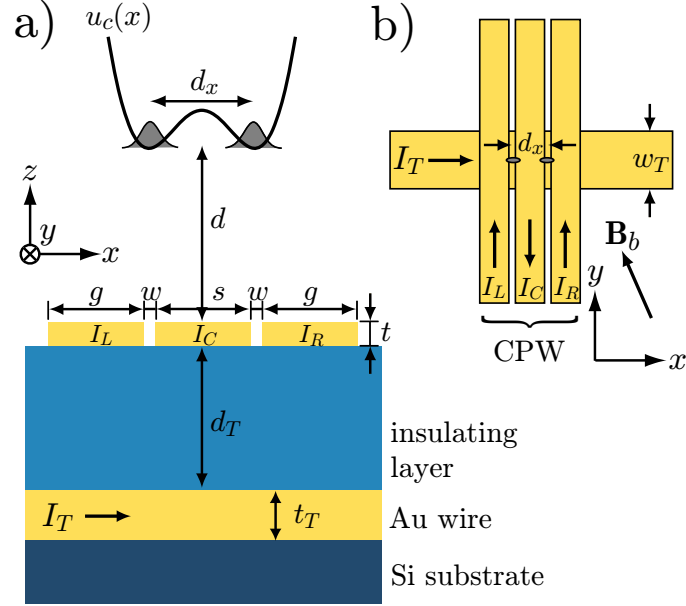 a)
u_c(x)
d_x
d
z
y
x
g w s w g
I_L I_C I_R t
d_T
insulating
layer
I_T
t_T
Au wire
Si substrate
b)
I_T
d_x
w_T
B_b
I_L I_C I_R
y
x
CPW